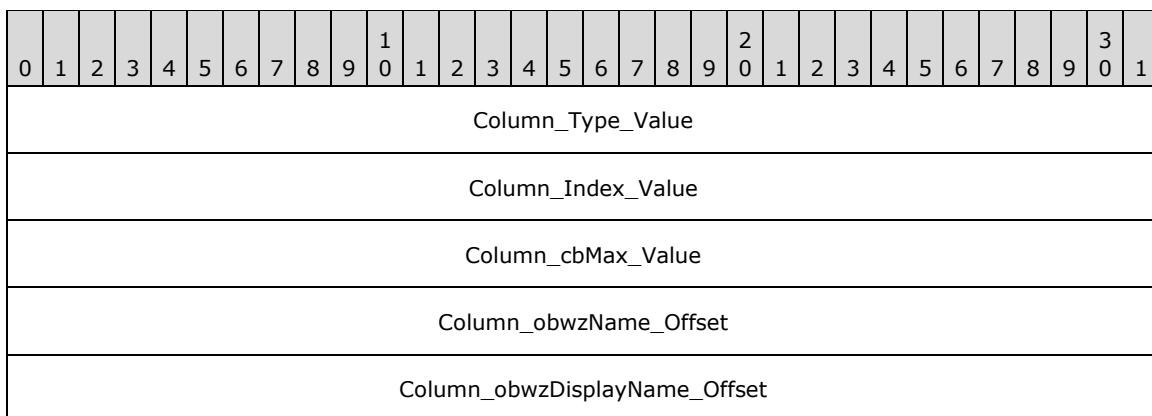 1 2 3
0 1 2 3 4 5 6 7 8 9 0 1 2 3 4 5 6 7 8 9 0 1 2 3 4 5 6 7 8 9 0 1
Column_Type_Value
Column_Index_Value
Column_cbMax_Value
Column_obwzName_Offset
Column_obwzDisplayName_Offset